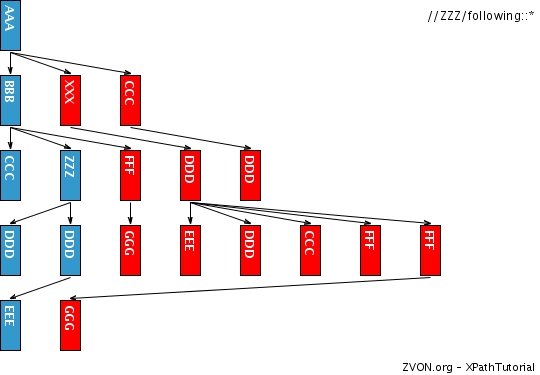 //ZZZ/following::*
AAA
BBB
XXX
CCC
CCC
ZZZ
FFF
DDD
DDD
DDD
DDD
GGG
EEE
DDD
CCC
FFF
FFF
EEE
GGG
ZVON.org – XPathTutorial